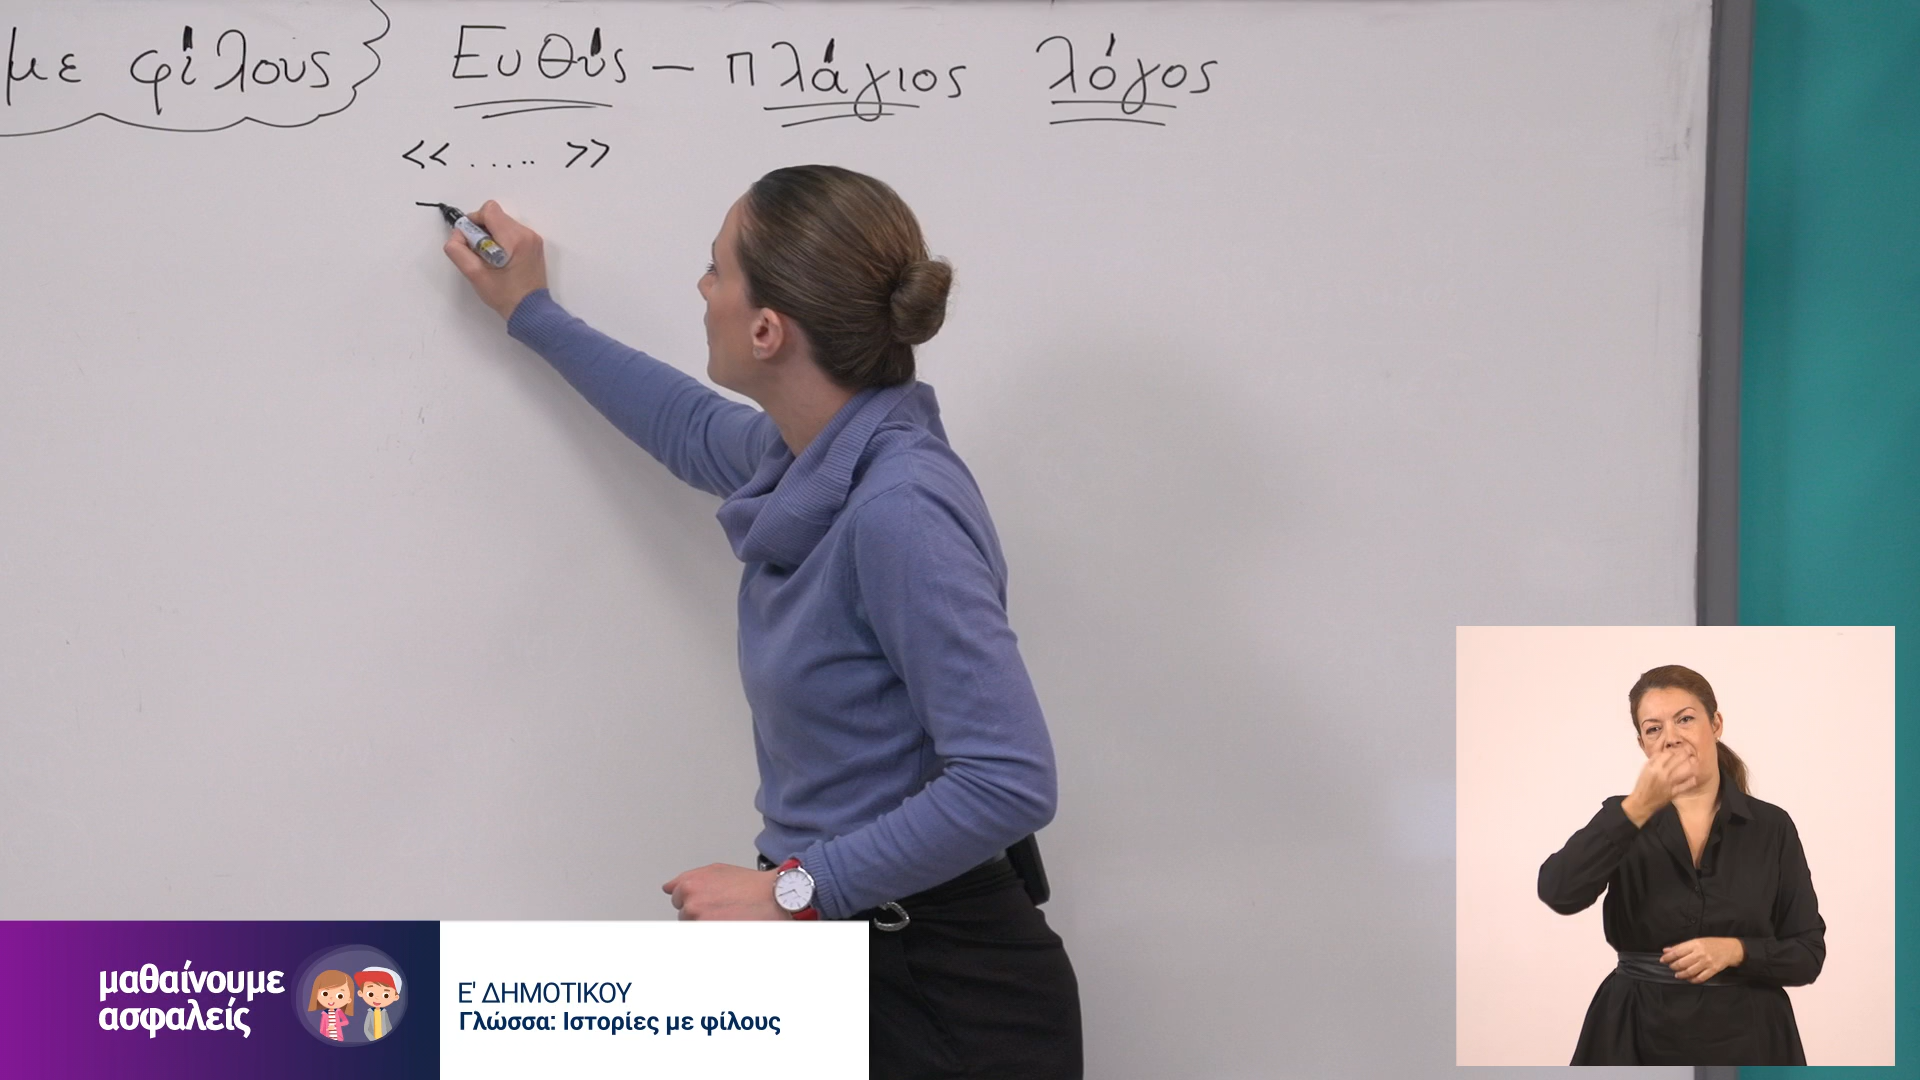 με φίλους
Ευθύς – πλάγιος λόγος
<< ..... >>
μαθαίνουμε
ασφαλείς
Ε' ΔΗΜΟΤΙΚΟΥ
Γλώσσα: Ιστορίες με φίλους